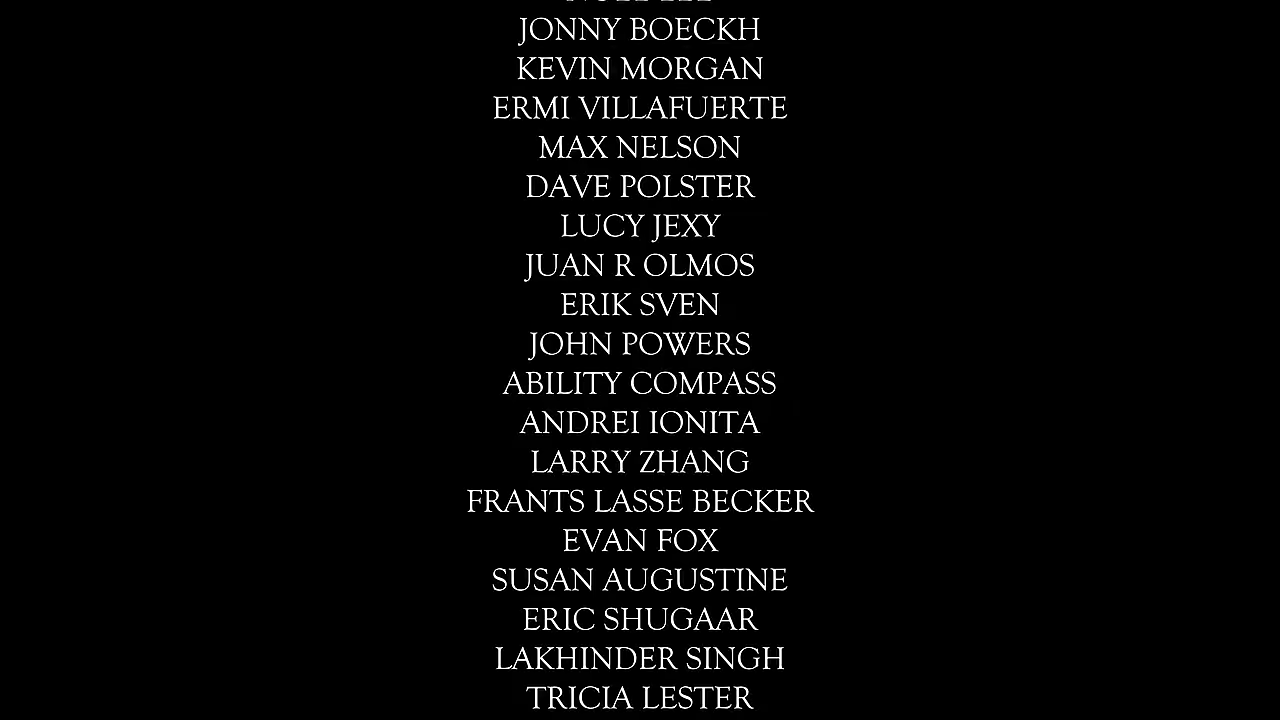 JONNY BOECKH
KEVIN MORGAN
ERMI VILLAFUERTE
MAX NELSON
DAVE POLSTER
LUCY JEXY
JUAN R OLMOS
ERIK SVEN
JOHN POWERS
ABILITY COMPASS
ANDREI IONITA
LARRY ZHANG
FRANTS LASSE BECKER
EVAN FOX
SUSAN AUGUSTINE
ERIC SHUGAAR
LAKHINDER SINGH
TRICIA LESTER